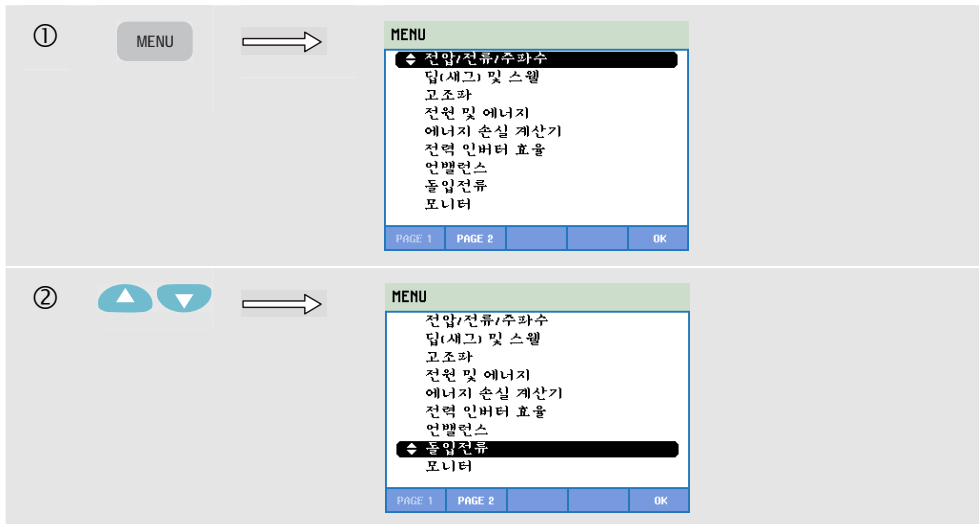 ①
MENU
MENU
전압/전류/주파수
딥(새그) 및 스웰
고조파
전원 및 에너지
에너지 손실 계산기
전력 인버터 효율
언밸런스
돌입전류
모니터
PAGE 1 PAGE 2 OK
②
MENU
전압/전류/주파수
딥(새그) 및 스웰
고조파
전원 및 에너지
에너지 손실 계산기
전력 인버터 효율
언밸런스
돌입전류
모니터
PAGE 1 PAGE 2 OK